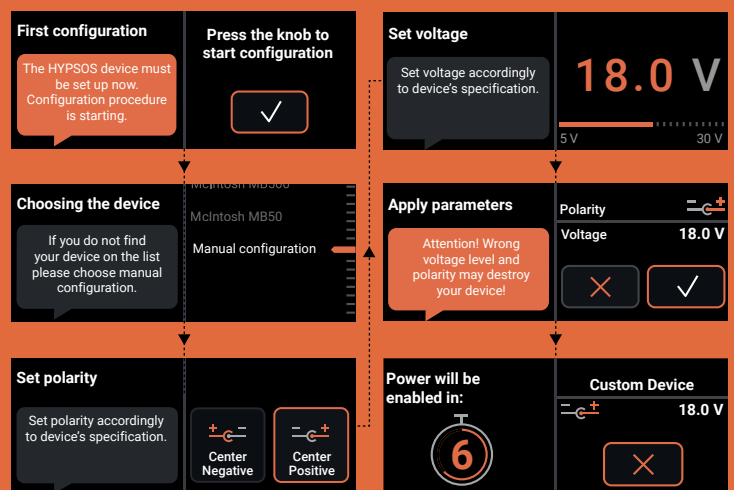 First configuration
The HYPSOS device must
be set up now.
Configuration procedure
is starting.
Press the knob to
start configuration
Choosing the device
If you do not find
your device on the list
please choose manual
configuration.
McIntosh MB300
McIntosh MB50
Manual configuration
Set polarity
Set polarity accordingly
to device's specification.
Center
Negative
Center
Positive
Set voltage
Set voltage accordingly
to device's specification.
18.0 V
5 V
30 V
Apply parameters
Attention! Wrong
voltage level and
polarity may destroy
your device!
Polarity
Voltage 18.0 V
Power will be
enabled in:
6
Custom Device
18.0 V